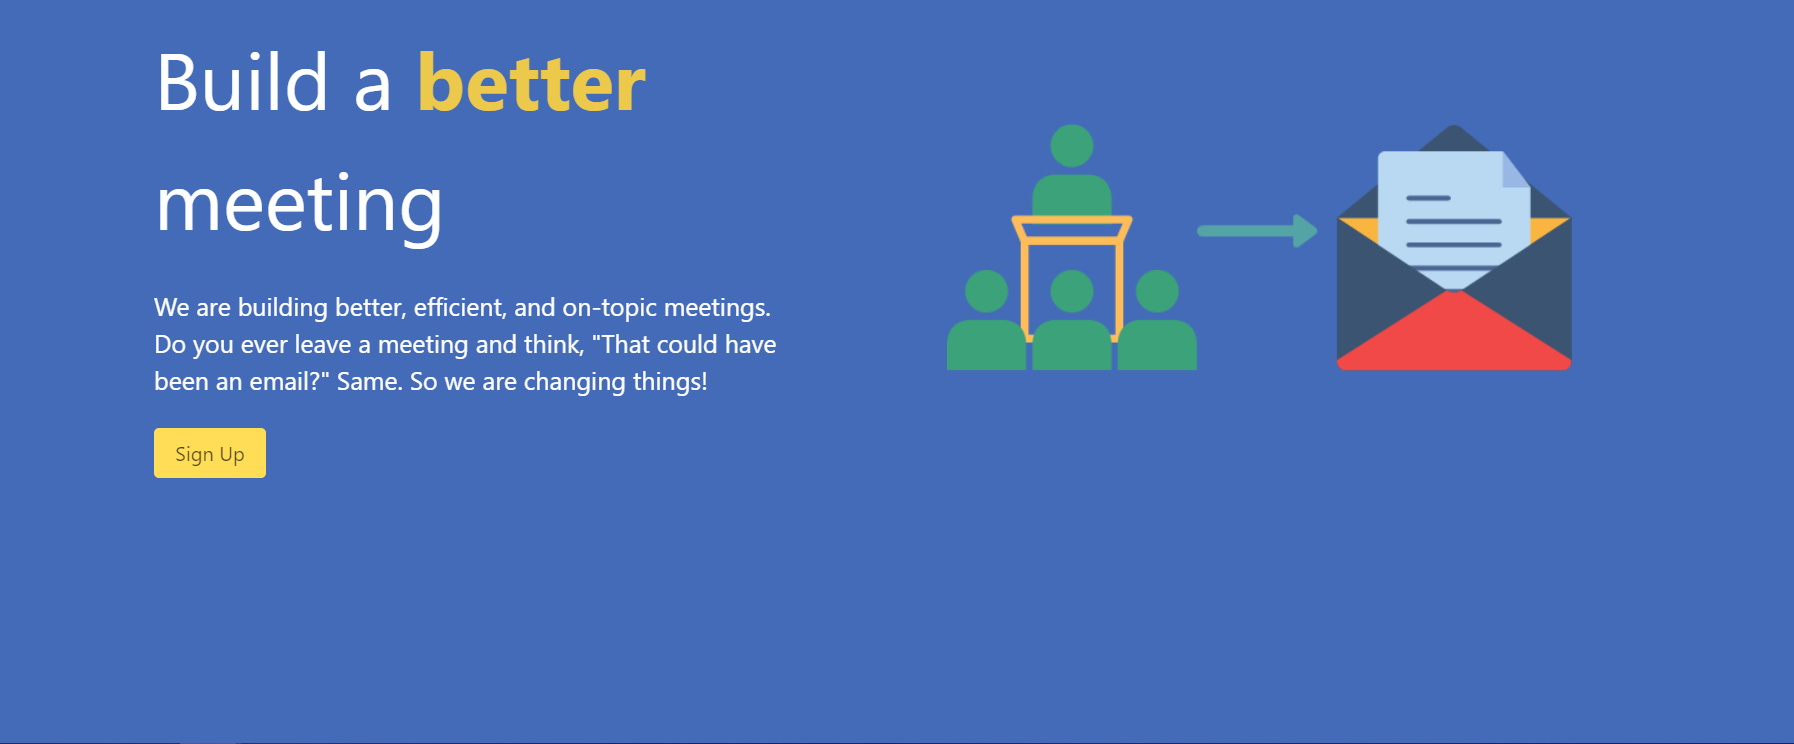 Build a better
meeting
We are building better, efficient, and on-topic meetings.
Do you ever leave a meeting and think, "That could have
been an email?" Same. So we are changing things!
Sign Up